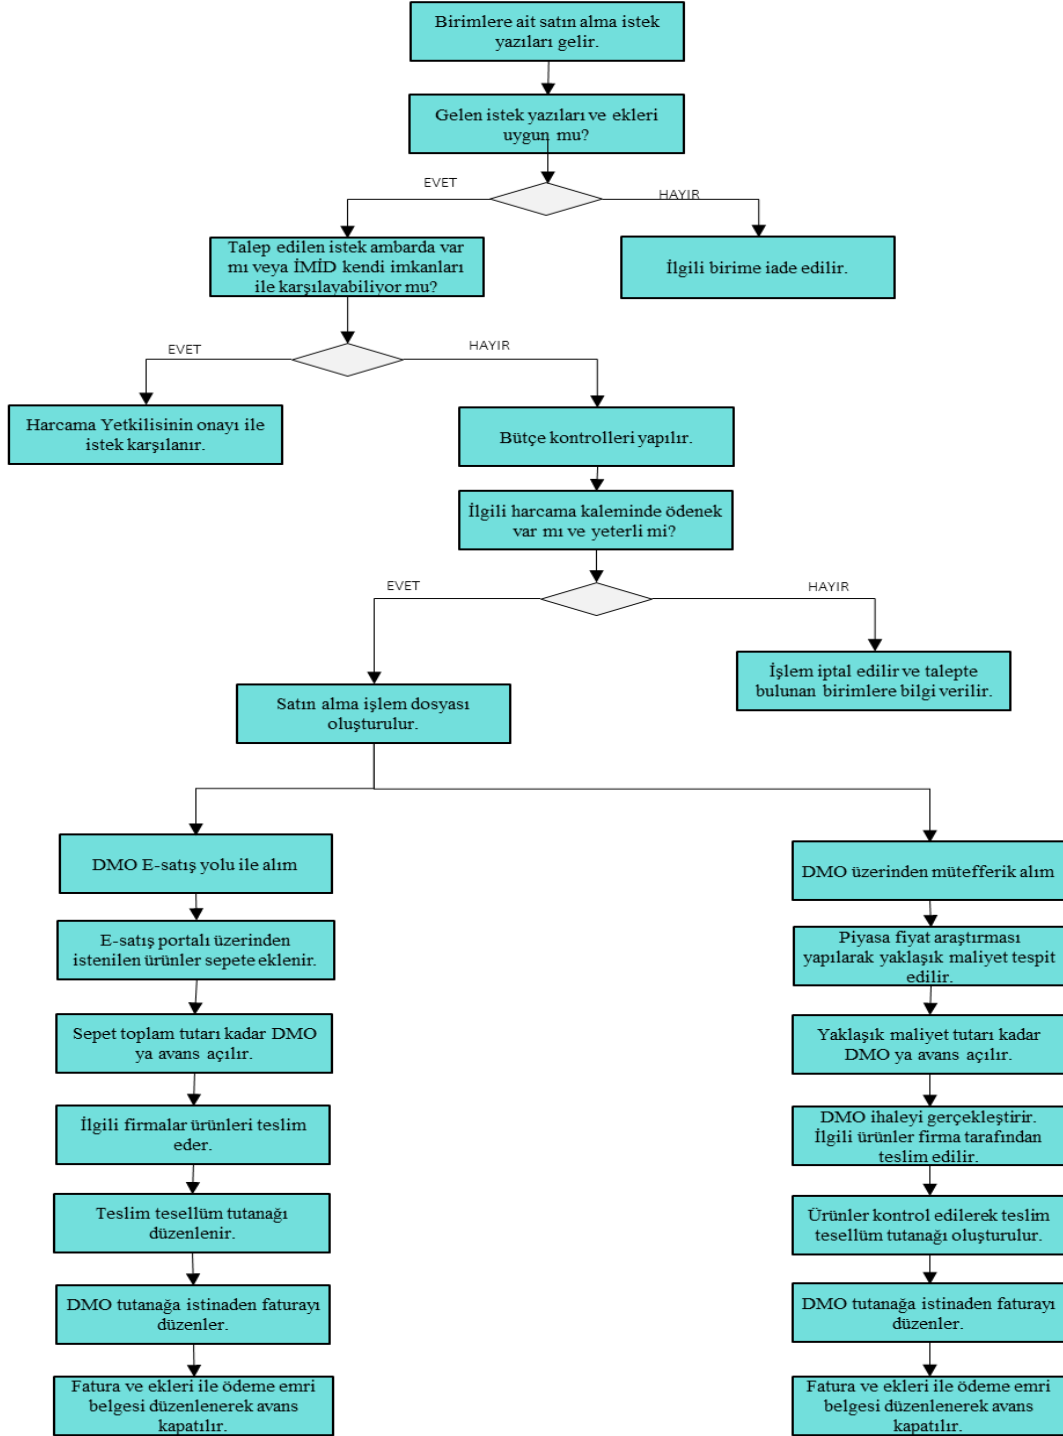 Birimlere ait satın alma istek
yazıları gelir.
Gelen istek yazıları ve ekleri
uygun mu?
EVET
HAYIR
Talep edilen istek ambarda var
mı veya İMİD kendi imkanları
ile karşılayabiliyor mu?
İlgili birime iade edilir.
EVET
HAYIR
Harcama Yetkilisinin onayı ile
istek karşılanır.
Bütçe kontrolleri yapılır.
İlgili harcama kaleminde ödenek
var mı ve yeterli mi?
EVET
HAYIR
İşlem iptal edilir ve talepte
bulunan birimlere bilgi verilir.
Satın alma işlem dosyası
oluşturulur.
DMO E-satış yolu ile alım
E-satış portalı üzerinden
istenilen ürünler sepete eklenir.
Sepet toplam tutarı kadar DMO
ya avans açılır.
İlgili firmalar ürünleri teslim
eder.
Teslim tesellüm tutanağı
düzenlenir.
DMO tutanağa istinaden faturayı
düzenler.
Fatura ve ekleri ile ödeme emri
belgesi düzenlenerek avans
kapatılır.
DMO üzerinden mütefferik alım
Piyasa fiyat araştırması
yapılarak yaklaşık maliyet tespit
edilir.
Yaklaşık maliyet tutarı kadar
DMO ya avans açılır.
DMO ihaleyi gerçekleştirir.
İlgili ürünler firma tarafından
teslim edilir.
Ürünler kontrol edilerek teslim
tesellüm tutanağı oluşturulur.
DMO tutanağa istinaden faturayı
düzenler.
Fatura ve ekleri ile ödeme emri
belgesi düzenlenerek avans
kapatılır.